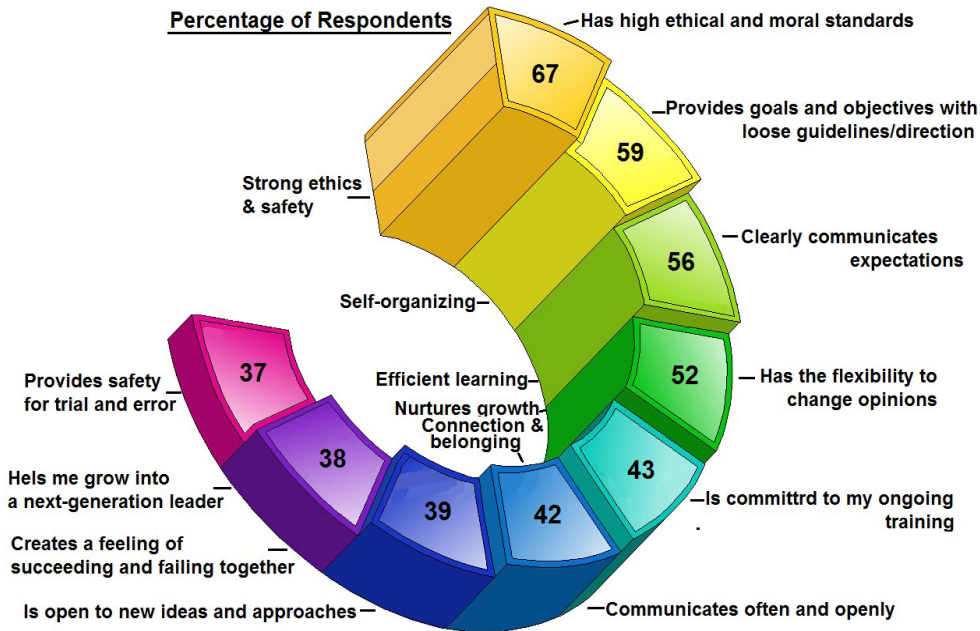 Percentage of Respondents
Has high ethical and moral standards
67
Provides goals and objectives with
loose guidelines/direction
59
Strong ethics
& safety
Clearly communicates
expectations
56
Self-organizing
Efficient learning
Nurtures growth
Connection &
belonging
52
Has the flexibility to
change opinions
37
Provides safety
for trial and error
38
43
Hels me grow into
a next-generation leader
39
42
Is committrd to my ongoing
training
Creates a feeling of
succeeding and failing together
Is open to new ideas and approaches
Communicates often and openly